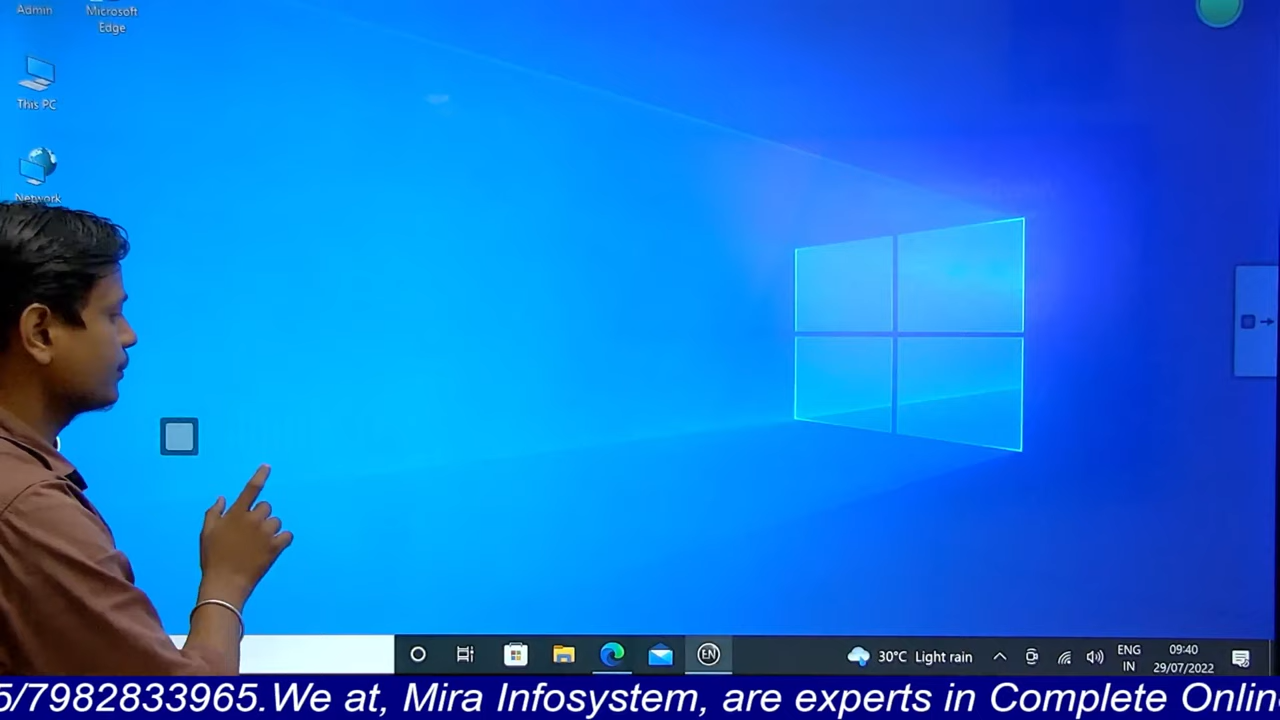 Admin
Microsoft
Edge
This PC
Network
EN
30°C Light rain
ENG
IN
09:40
29/07/2022
5/7982833965.We at, Mira Infosystem, are experts in Complete Onlin